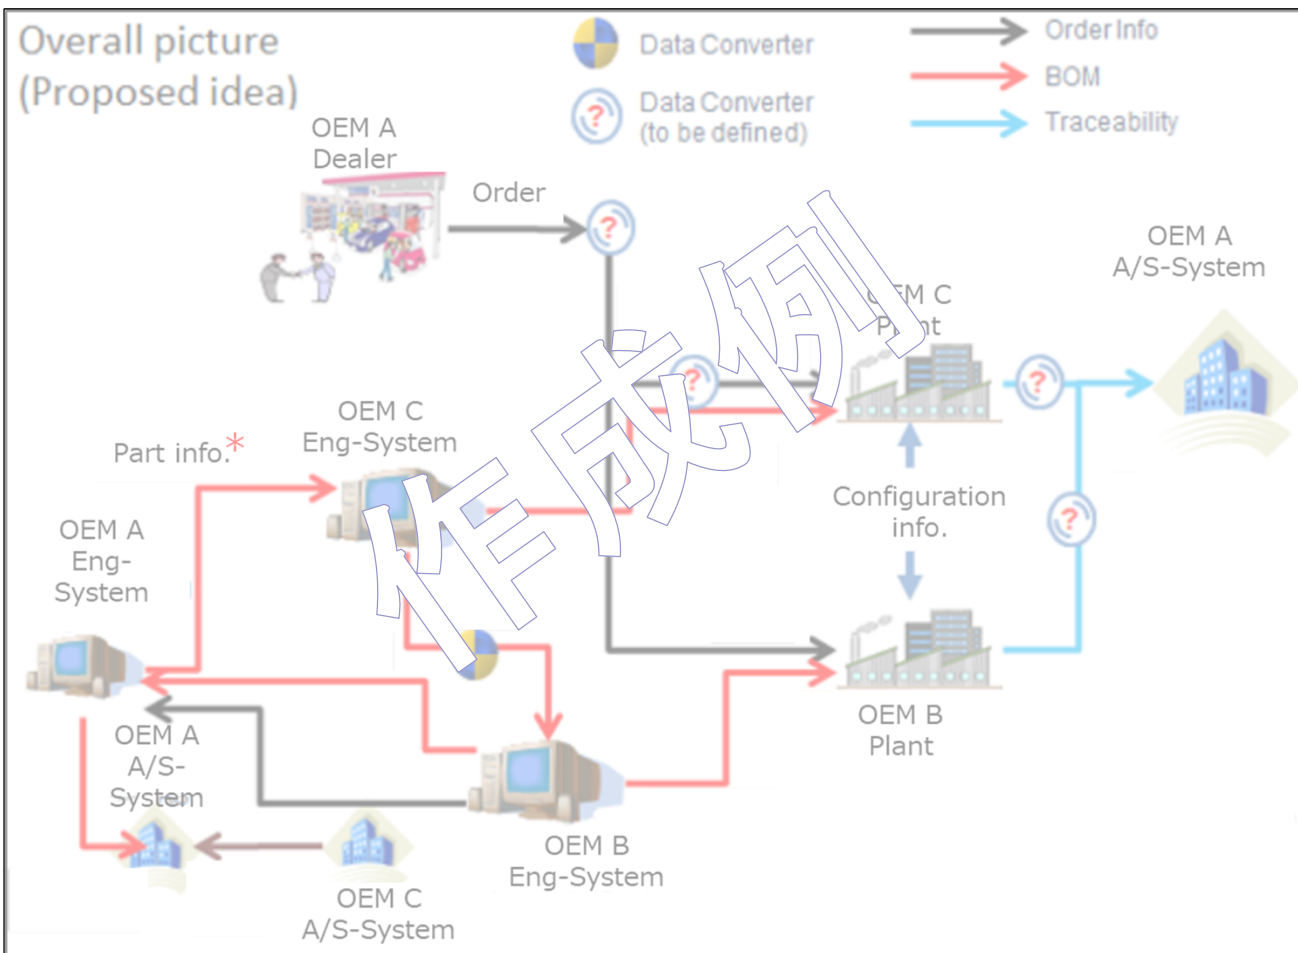 Overall picture
(Proposed idea)
Data Converter
?
Data Converter
(to be defined)
Order Info
BOM
Traceability
OEM A
Dealer
Order
?
OEM A
A/S-System
OEM C
Plant
?
?
OEM C
Eng-System
Part info.*
Configuration
info.
?
OEM A
Eng-
System
OEM B
Plant
OEM A
A/S-
System
OEM B
Eng-System
OEM C
A/S-System
作成例